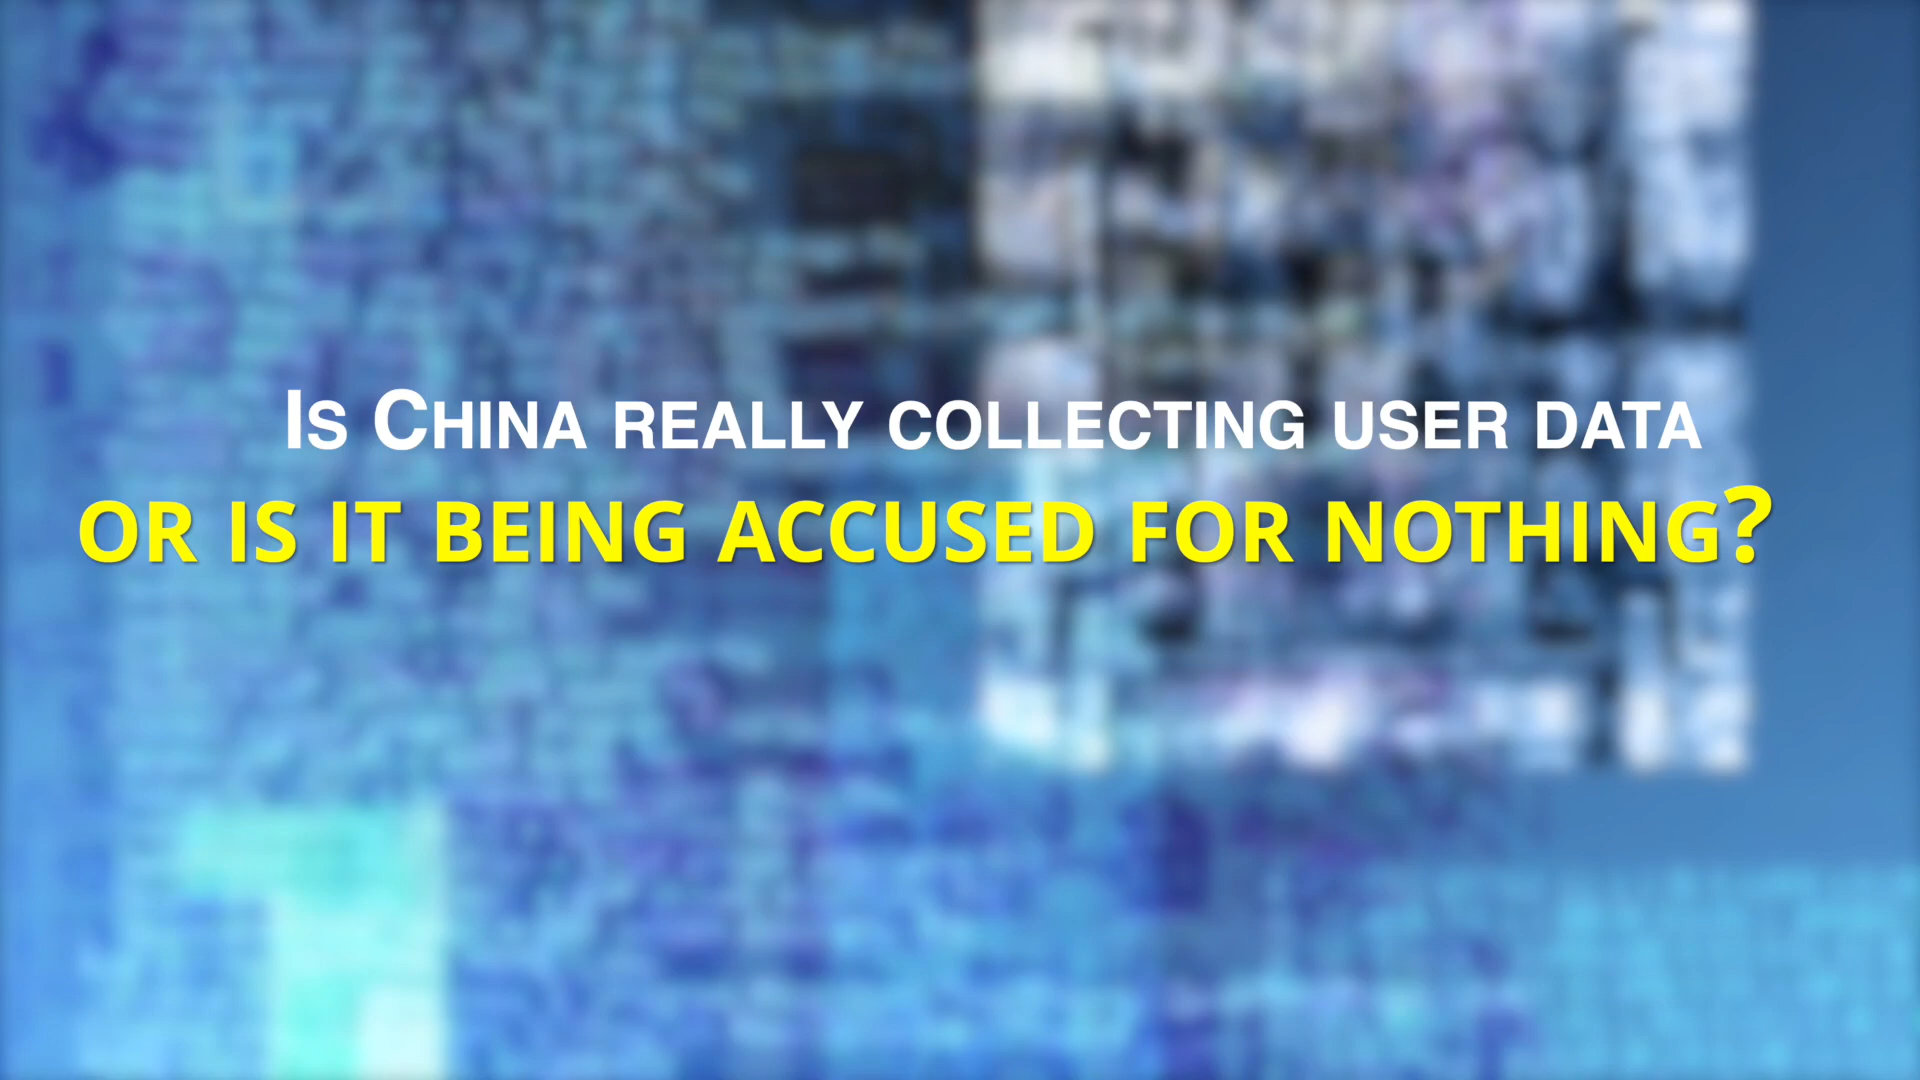 Is China really collecting user data
or is it being accused for nothing?